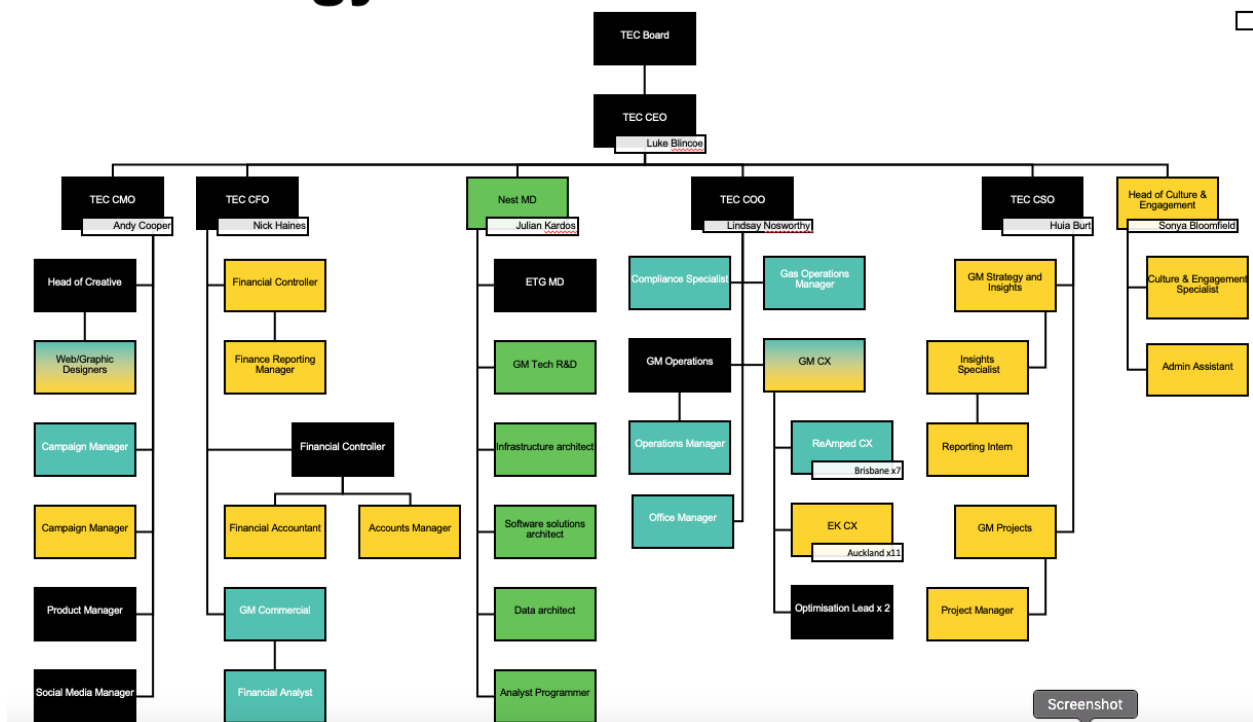 gy
TEC Board
TEC CEO
Luke Blincoe
TEC CMO
Andy Cooper
TEC CFO
Nick Haines
Nest MD
Julian Kardos
TEC COO
Lindsay Nosworthy
TEC CSO
Huia Burt
Head of Culture &
Engagement
Sonya Bloomfield
Head of Creative
Web/Graphic
Designers
Campaign Manager
Campaign Manager
Product Manager
Social Media Manager
Financial Controller
Finance Reporting
Manager
Financial Controller
Financial Accountant
Accounts Manager
GM Commercial
Financial Analyst
ETG MD
GM Tech R&D
Infrastructure architect
Software solutions
architect
Data architect
Analyst Programmer
Compliance Specialist
Gas Operations
Manager
GM Operations
GM CX
Operations Manager
Office Manager
ReAmped CX
Brisbane x7
EK CX
Auckland x11
Optimisation Lead x 2
GM Strategy and
Insights
Insights
Specialist
Reporting Intern
GM Projects
Project Manager
Culture & Engagement
Specialist
Admin Assistant
Screenshot